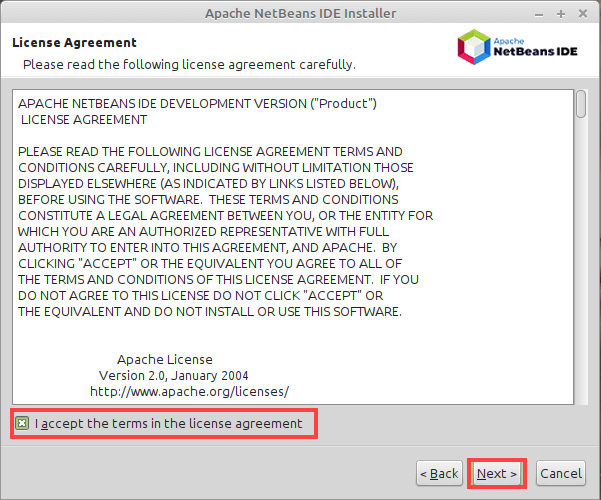 Apache NetBeans IDE Installer
License Agreement
Please read the following license agreement carefully.
Apache
NetBeans IDE
APACHE NETBEANS IDE DEVELOPMENT VERSION ("Product")
LICENSE AGREEMENT
PLEASE READ THE FOLLOWING LICENSE AGREEMENT TERMS AND
CONDITIONS CAREFULLY, INCLUDING WITHOUT LIMITATION THOSE
DISPLAYED ELSEWHERE (AS INDICATED BY LINKS LISTED BELOW),
BEFORE USING THE SOFTWARE.  THESE TERMS AND CONDITIONS
CONSTITUTE A LEGAL AGREEMENT BETWEEN YOU, OR THE ENTITY FOR
WHICH YOU ARE AN AUTHORIZED REPRESENTATIVE WITH FULL
AUTHORITY TO ENTER INTO THIS AGREEMENT, AND APACHE.  BY
CLICKING "ACCEPT" OR THE EQUIVALENT YOU AGREE TO ALL OF
THE TERMS AND CONDITIONS OF THIS LICENSE AGREEMENT.  IF YOU
DO NOT AGREE TO THIS LICENSE DO NOT CLICK "ACCEPT" OR
THE EQUIVALENT AND DO NOT INSTALL OR USE THIS SOFTWARE.
Apache License
Version 2.0, January 2004
http://www.apache.org/licenses/
I accept the terms in the license agreement
< Back
Next >
Cancel